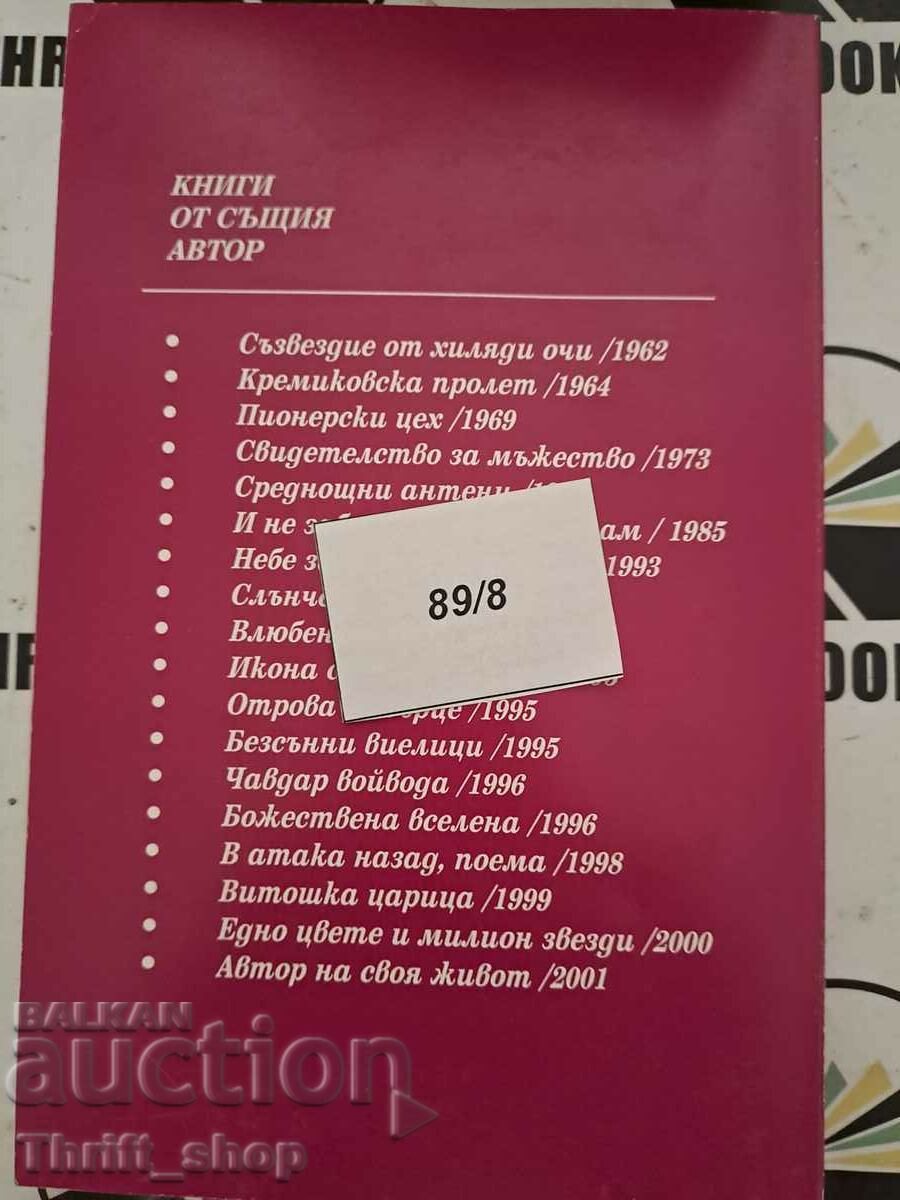 КНИГИ
ОТ СЪЩИЯ
АВТОР
Съзвездие от хиляди очи /1962
Кремиковска пролет /1964
Пионерски цех /1969
Свидетелство за мъжество /1973
Среднощни антени
И не / 1985
Небе 1993
Отрова /1995
Безсънни виелици /1995
Чавдар войвода /1996
Божествена вселена /1996
В атака назад, поема /1998
Витошка царица /1999
Едно цвете и милион звезди /2000
Автор на своя живот /2001
89/8
BALKAN
auction
Thrift_shop